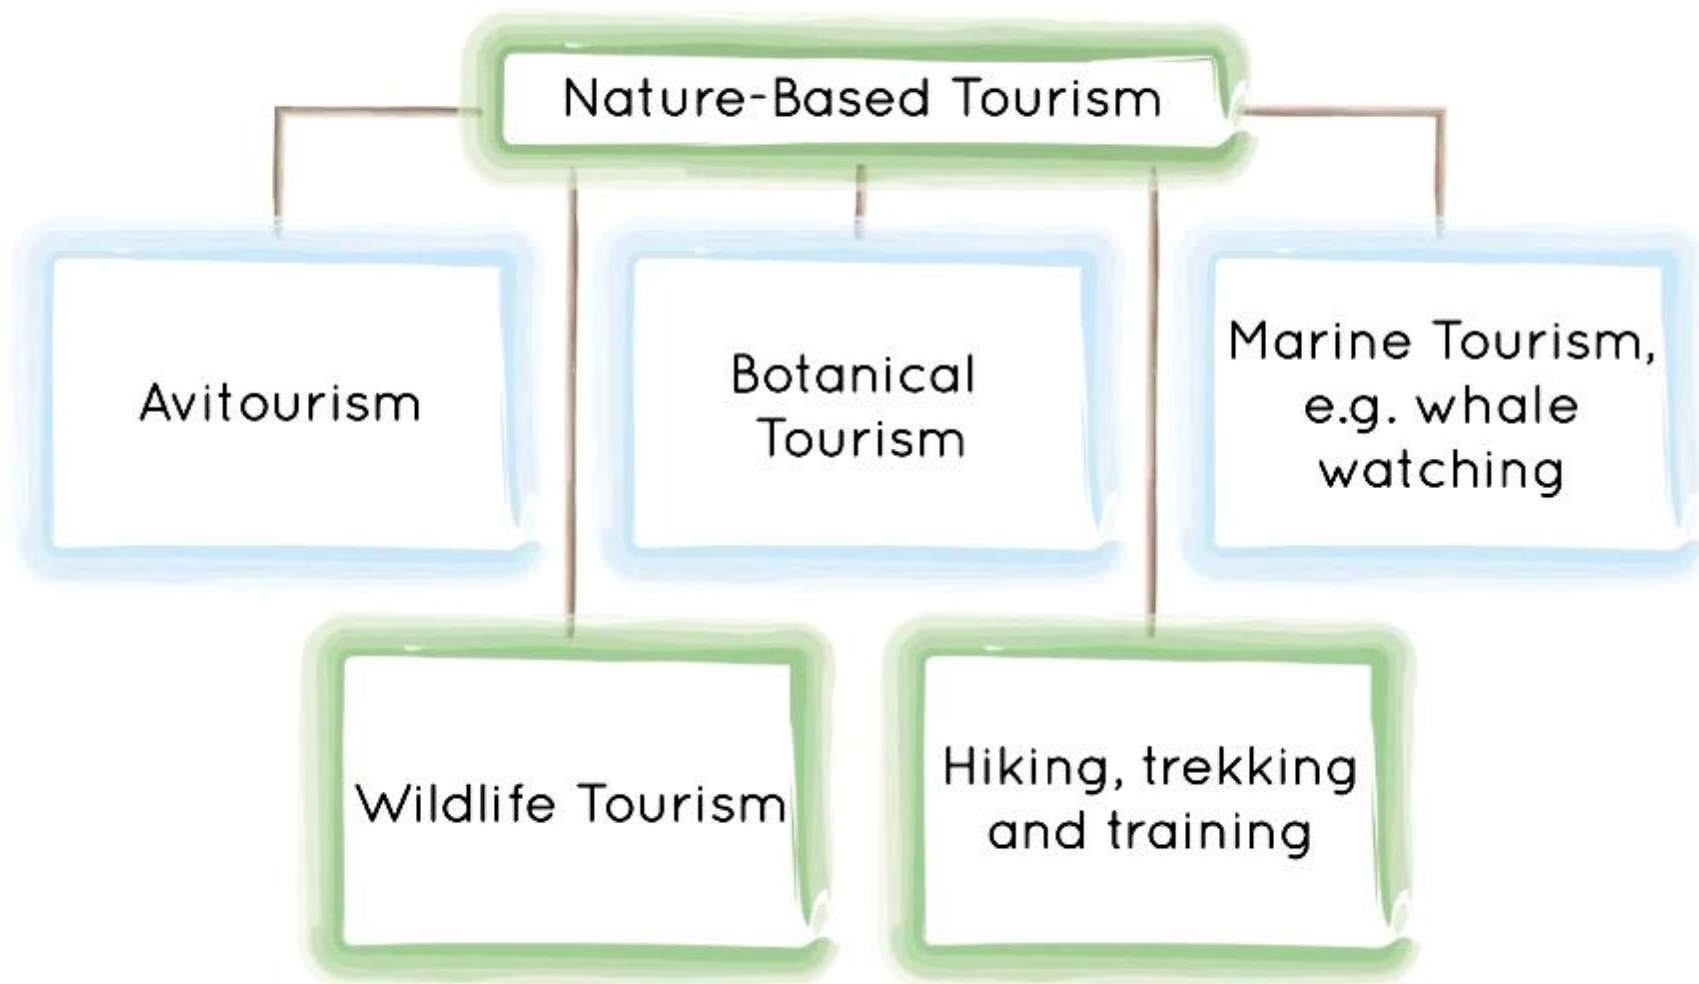 Nature-Based Tourism
Avitourism
Botanical
Tourism
Marine Tourism,
e.g. whale
watching
Wildlife Tourism
Hiking, trekking
and training